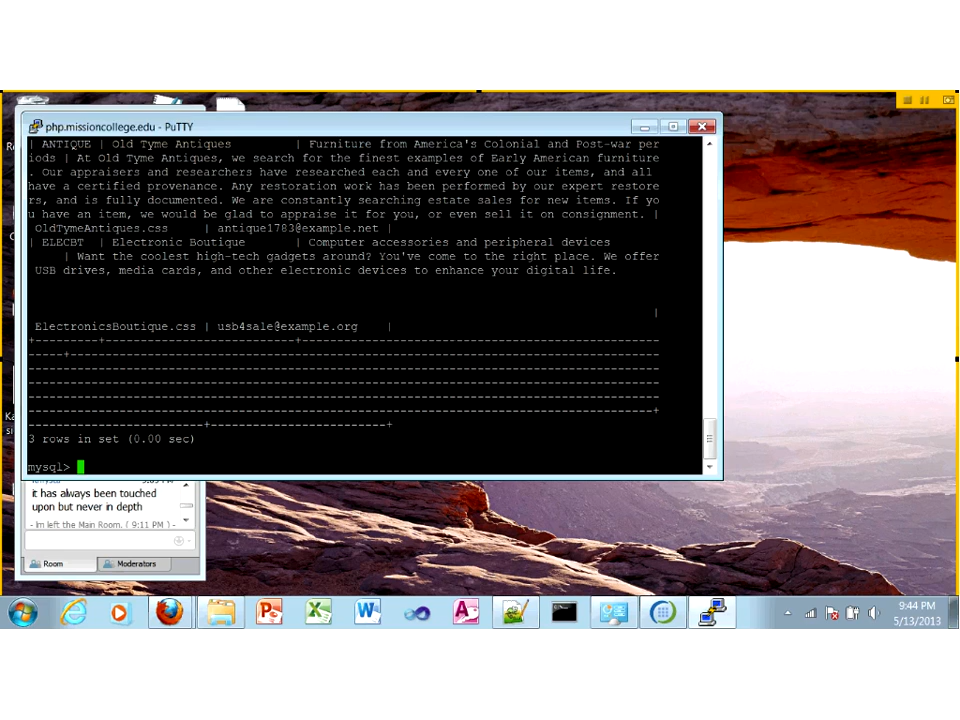 php.missioncollege.edu - PuTTY
| ANTIQUE | Old Tyme Antiques | Furniture from America's Colonial and Post-war per
iods | At Old Tyme Antiques, we search for the finest examples of Early American furniture
. Our appraisers and researchers have researched each and every one of our items, and all
have a certified provenance. Any restoration work has been performed by our expert restore
rs, and is fully documented. We are constantly searching estate sales for new items. If yo
u have an item, we would be glad to appraise it for you, or even sell it on consignment. |
OldTymeAntiques.css | antique1783@example.net |
| ELECBT | Electronic Boutique | Computer accessories and peripheral devices
| Want the coolest high-tech gadgets around? You've come to the right place. We offer
USB drives, media cards, and other electronic devices to enhance your digital life.
|
ElectronicsBoutique.css | usb4sale@example.org |
3 rows in set (0.00 sec)
mysql>
it has always been touched
upon but never in depth
- Im left the Main Room. ( 9:11 PM ) -
Room
Moderators
9:44 PM
5/13/2013